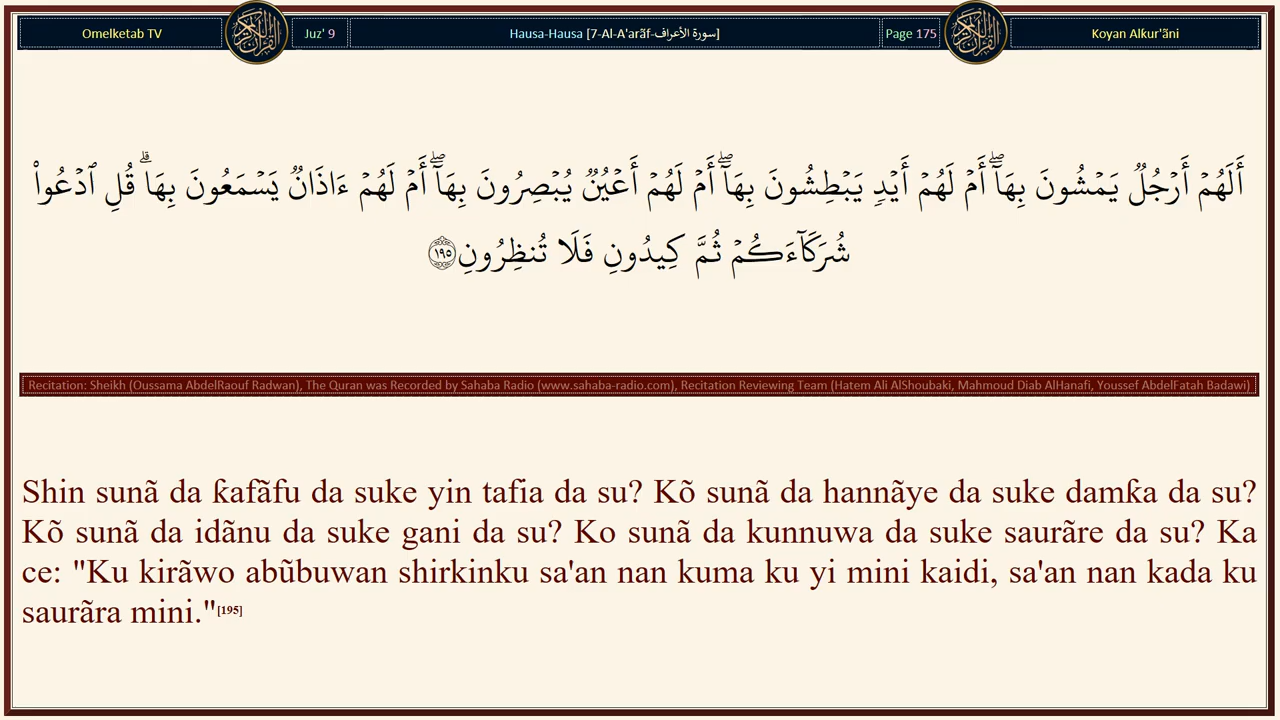 Omelketab TV
Juz' 9
Hausa-Hausa [7-Al-A'arãf-سورة الأعراف]
Page 175
Koyan Alƙur'ãni
أَلَهُمۡ أَرۡجُلٞ يَمۡشُونَ بِهَآۖ أَمۡ لَهُمۡ أَيۡدٖ يَبۡطِشُونَ بِهَآۖ أَمۡ لَهُمۡ أَعۡيُنٞ يُبۡصِرُونَ بِهَآۖ أَمۡ لَهُمۡ ءَاذَانٞ يَسۡمَعُونَ بِهَاۗ قُلِ ٱدۡعُواْ
شُرَكَآءَكُمۡ ثُمَّ كِيدُونِ فَلَا تُنظِرُونِ ١٩٥
Recitation: Sheikh (Oussama AbdelRaouf Radwan), The Quran was Recorded by Sahaba Radio (www.sahaba-radio.com), Recitation Reviewing Team (Hatem Ali AlShoubaki, Mahmoud Diab AlHanafi, Youssef AbdelFatah Badawi)
Shin sunã da ƙafãfu da suke yin tafia da su? Kõ sunã da hannãye da suke damƙa da su?
Kõ sunã da idãnu da suke gani da su? Ko sunã da kunnuwa da suke saurãre da su? Ka
ce: "Ku kirãwo abũbuwan shirkinku sa'an nan kuma ku yi mini kaidi, sa'an nan kada ku
saurãra mini."[195]